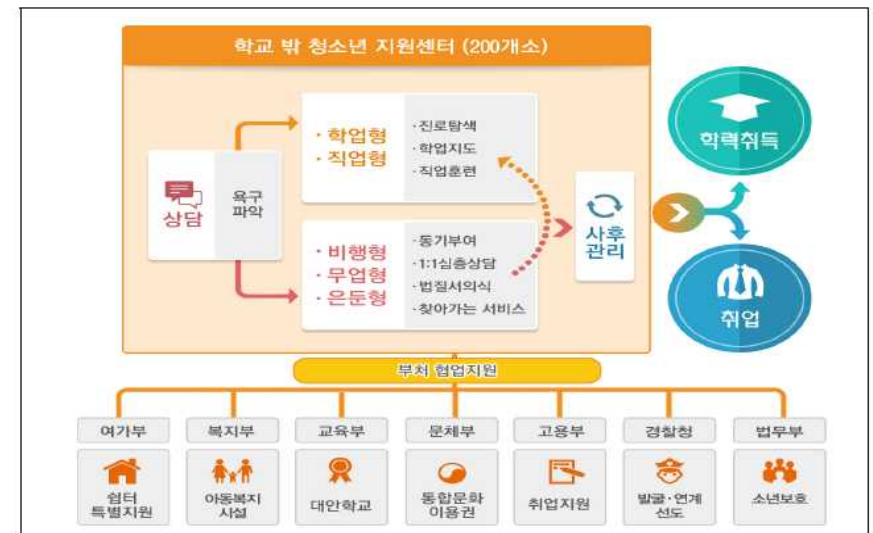 학교 밖 청소년 지원센터 (200개소)
상담
욕구
파악
· 학업형
· 직업형
·진로탐색
·학업지도
·직업훈련
· 비행형
· 무업형
· 은둔형
·동기부여
·1:1심층상담
·법질서의식
·찾아가는 서비스
사후
관리
학력취득
취업
부처 협업지원
여가부
복지부
교육부
문체부
고용부
경찰청
법무부
쉼터
특별지원
아동복지
시설
대안학교
통합문화
이용권
취업지원
발굴·연계
선도
소년보호